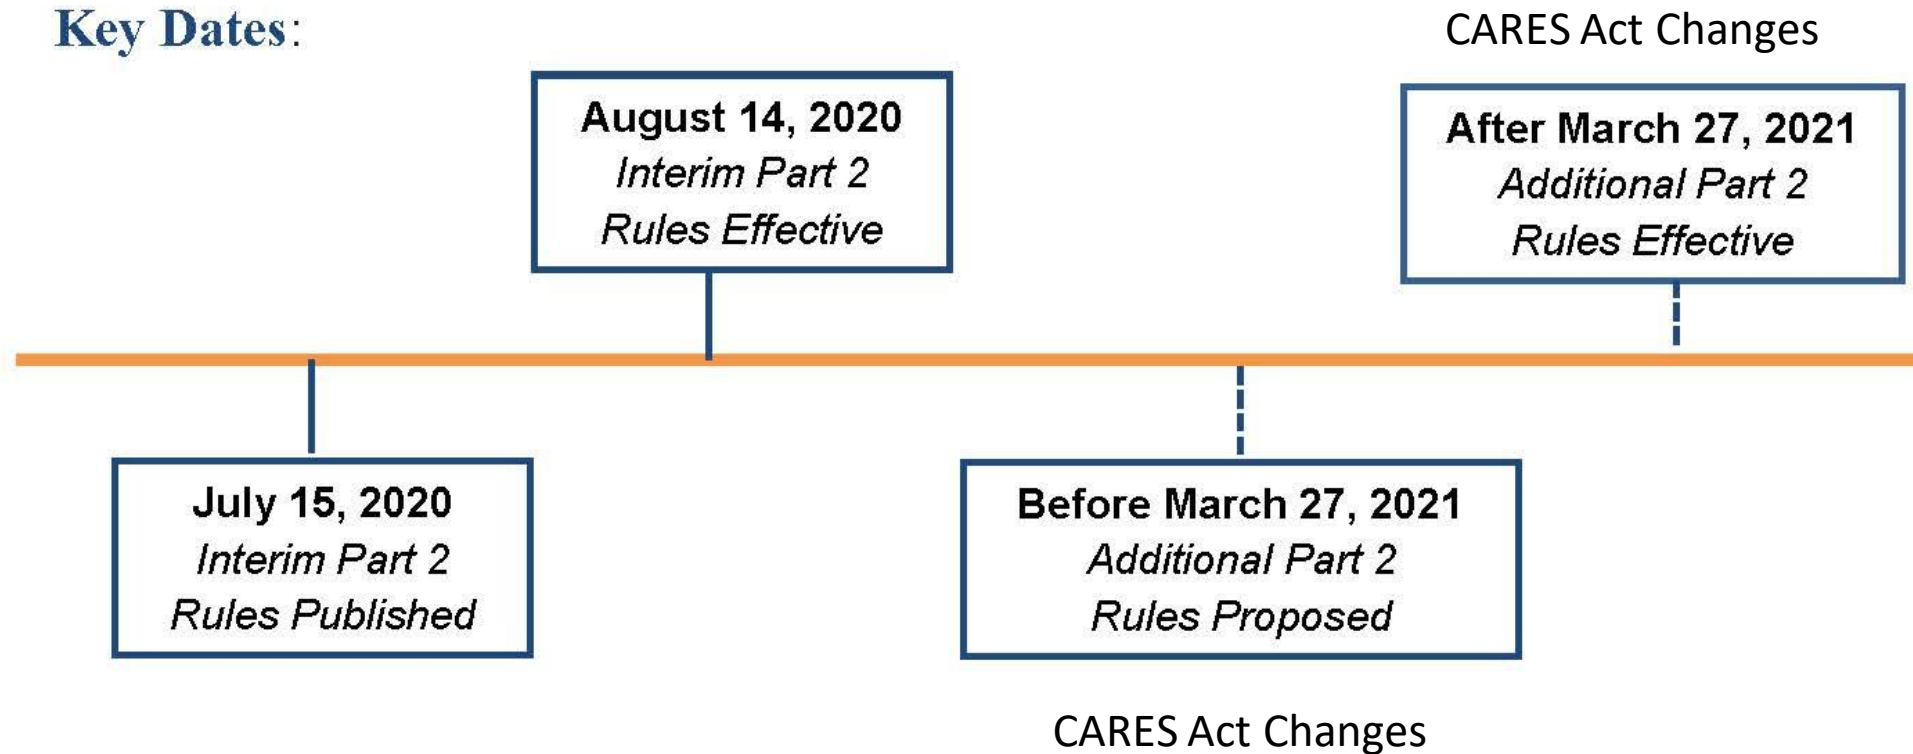 Key Dates:
CARES Act Changes
August 14, 2020
Interim Part 2
Rules Effective
After March 27, 2021
Additional Part 2
Rules Effective
July 15, 2020
Interim Part 2
Rules Published
Before March 27, 2021
Additional Part 2
Rules Proposed
CARES Act Changes